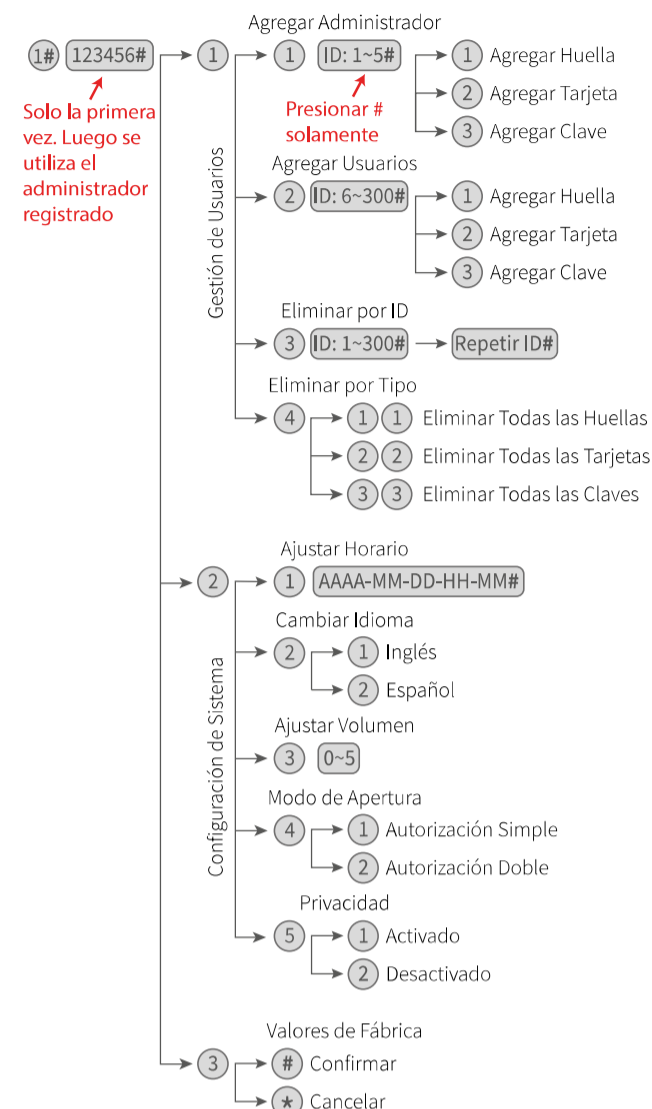 Agregar Administrador
1# 123456# 1 1 ID: 1~5# 1 Agregar Huella
2 Agregar Tarjeta
3 Agregar Clave
Solo la primera
vez. Luego se
utiliza el
administrador
registrado
Presionar #
solamente
Gestión de Usuarios
Agregar Usuarios
2 ID: 6~300# 1 Agregar Huella
2 Agregar Tarjeta
3 Agregar Clave
Eliminar por ID
3 ID: 1~300# Repetir ID#
Eliminar por Tipo
4 1 1 Eliminar Todas las Huellas
2 2 Eliminar Todas las Tarjetas
3 3 Eliminar Todas las Claves
Ajustar Horario
2 1 AAAA-MM-DD-HH-MM#
Configuración de Sistema
Cambiar Idioma
2 1 Inglés
2 Español
Ajustar Volumen
3 0~5
Modo de Apertura
4 1 Autorización Simple
2 Autorización Doble
Privacidad
5 1 Activado
2 Desactivado
Valores de Fábrica
3 # Confirmar
* Cancelar